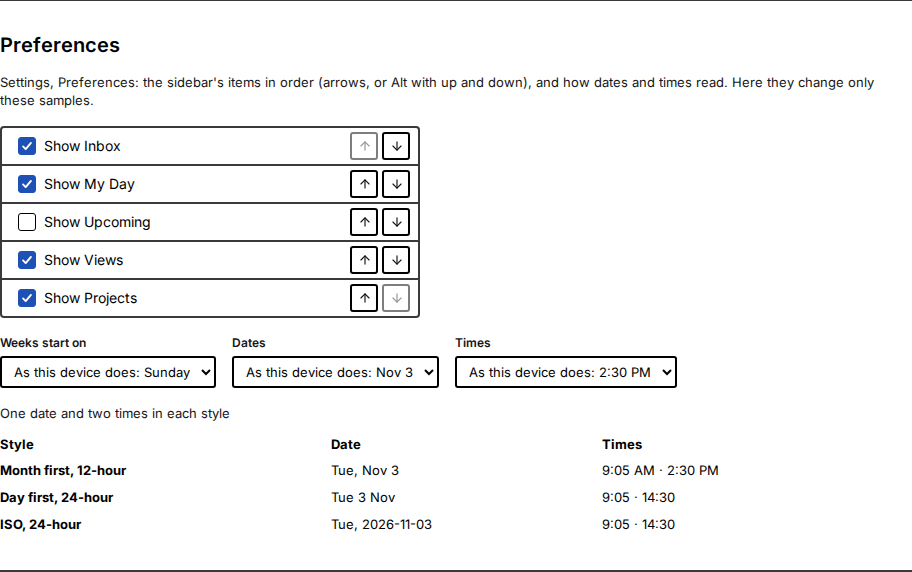 Preferences
Settings, Preferences: the sidebar's items in order (arrows, or Alt with up and down), and how dates and times read. Here they change only
these samples.
Show Inbox
Show My Day
Show Upcoming
Show Views
Show Projects
Weeks start on Dates Times
As this device does: Sunday As this device does: Nov 3 As this device does: 2:30 PM
One date and two times in each style
Style Date Times
Month first, 12-hour Tue, Nov 3 9:05 AM · 2:30 PM
Day first, 24-hour Tue 3 Nov 9:05 · 14:30
ISO, 24-hour Tue, 2026-11-03 9:05 · 14:30